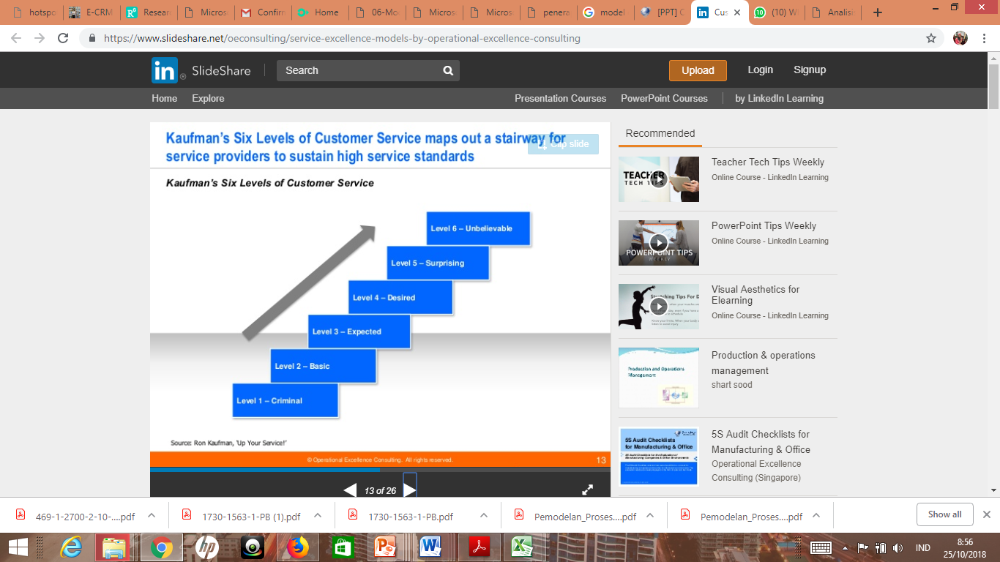 hotspo
E-CRM
Resear
Micros
Confirm
Home
06-Mo
Micros
Micros
penera
model
[PPT] C
Cus
(10) W
Analisi
https://www.slideshare.net/oeconsulting/service-excellence-models-by-operational-excellence-consulting
in SlideShare
Search
Upload
Login
Signup
Home
Explore
Presentation Courses
PowerPoint Courses
by LinkedIn Learning
Kaufman's Six Levels of Customer Service maps out a stairway for
service providers to sustain high service standards
Clip slide
Kaufman's Six Levels of Customer Service
Level 6 – Unbelievable
Level 5 – Surprising
Level 4 – Desired
Level 3 – Expected
Level 2 – Basic
Level 1 – Criminal
Source: Ron Kaufman, 'Up Your Service!'
© Operational Excellence Consulting. All rights reserved.
13
13 of 26
Recommended
TEACHER
TECH TIPS
Teacher Tech Tips Weekly
Online Course - LinkedIn Learning
POWERPOINT TIPS
WEEKLY
PowerPoint Tips Weekly
Online Course - LinkedIn Learning
Visual Aesthetics for
Elearning
Online Course - LinkedIn Learning
Production and Operations
Management
Production & operations
management
shart sood
5S Audit Checklists
for Manufacturing & Office
5S Audit Checklists for
Manufacturing & Office
Operational Excellence
Consulting (Singapore)
469-1-2700-2-10-....pdf
1730-1563-1-PB (1).pdf
1730-1563-1-PB.pdf
Pemodelan_Proses....pdf
Pemodelan_Proses....pdf
Show all
IND
8:56
25/10/2018